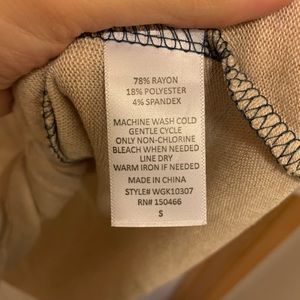 78% RAYON
18% POLYESTER
4% SPANDEX
MACHINE WASH COLD
GENTLE CYCLE
ONLY NON-CHLORINE
BLEACH WHEN NEEDED
LINE DRY
WARM IRON IF NEEDED
MADE IN CHINA
STYLE# WGK10307
RN# 150466
S